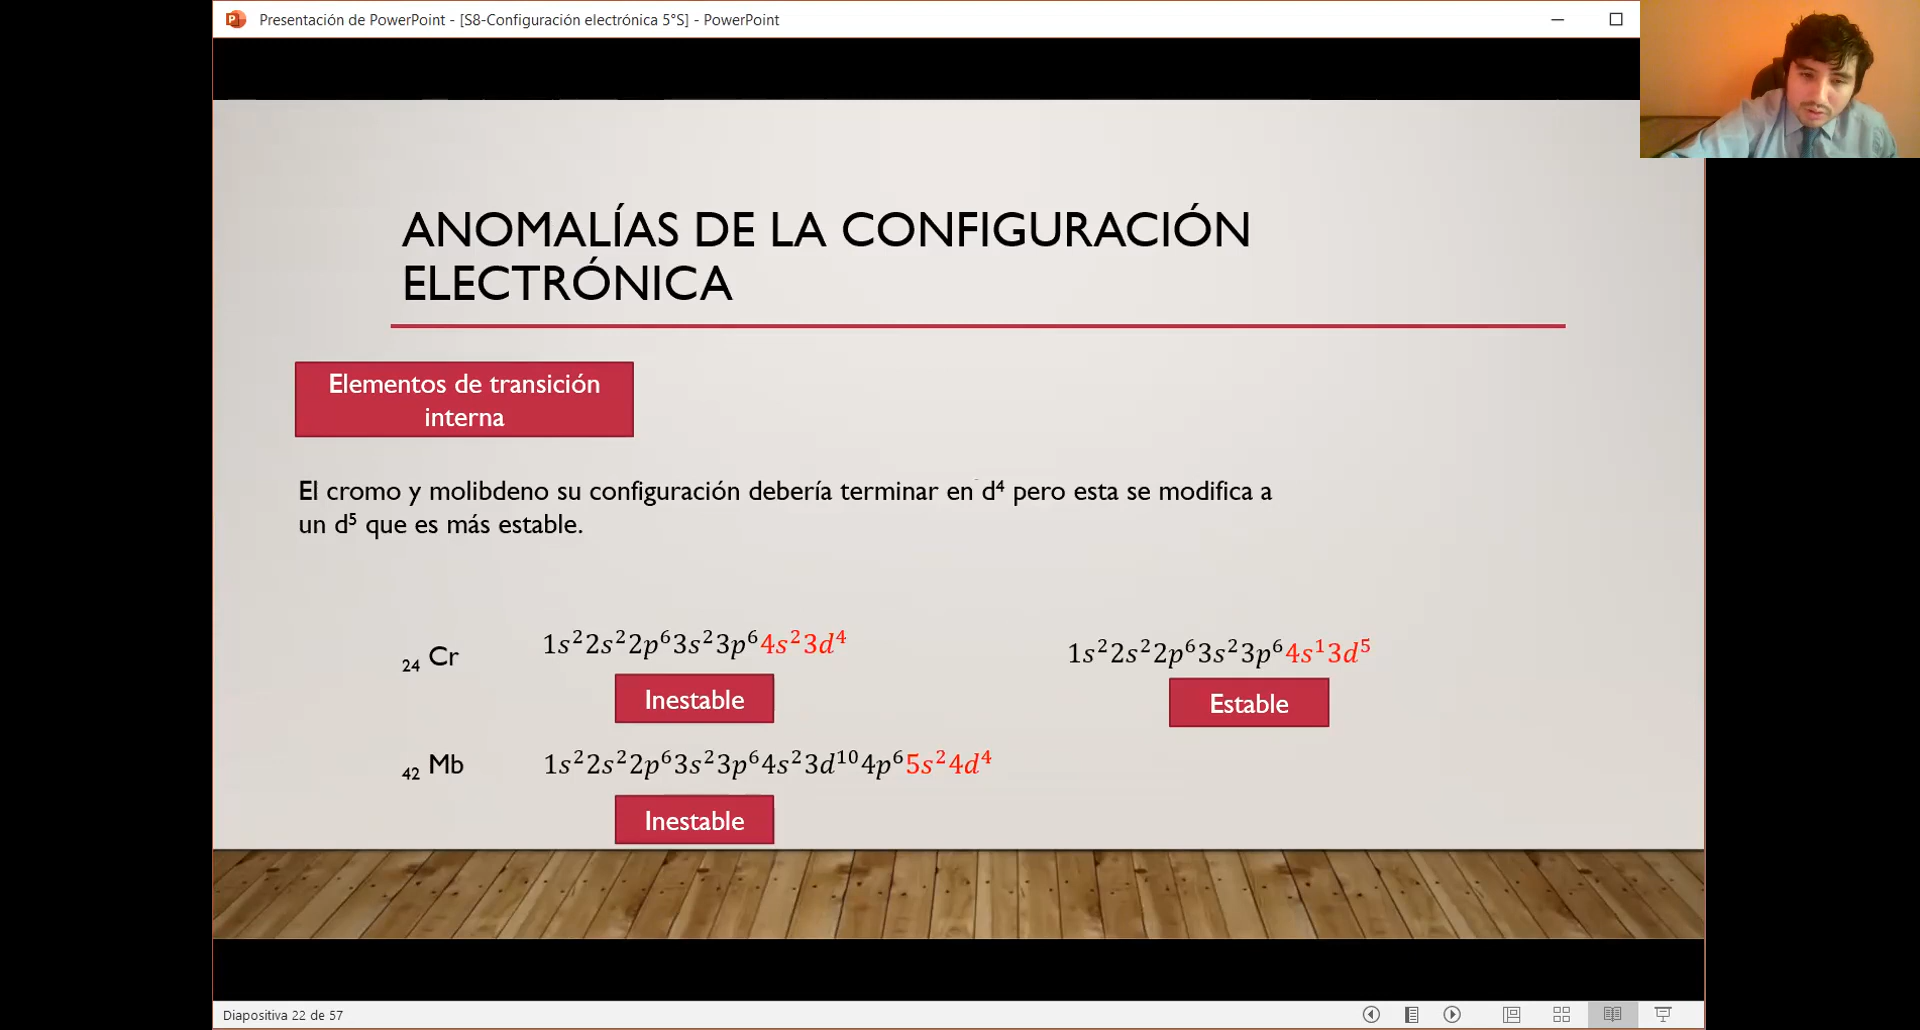 Presentación de PowerPoint - [S8-Configuración electrónica 5°S] - PowerPoint
ANOMALÍAS DE LA CONFIGURACIÓN
ELECTRÓNICA
Elementos de transición
interna
El cromo y molibdeno su configuración debería terminar en d⁴ pero esta se modifica a
un d⁵ que es más estable.
₂₄ Cr 1s²2s²2p⁶3s²3p⁶4s²3d⁴ 1s²2s²2p⁶3s²3p⁶4s¹3d⁵
Inestable Estable
₄₂ Mb 1s²2s²2p⁶3s²3p⁶4s²3d¹⁰4p⁶5s²4d⁴
Inestable
Diapositiva 22 de 57